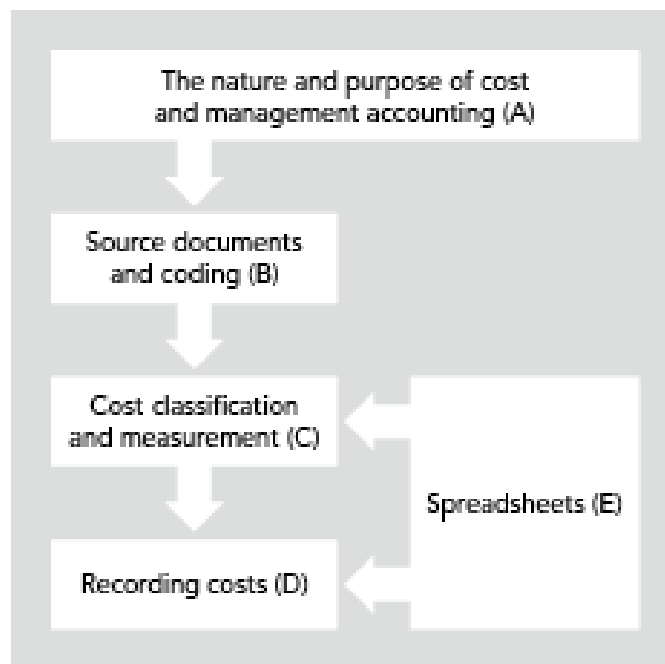 The nature and purpose of cost
and management accounting (A)
Source documents
and coding (B)
Cost classification
and measurement (C)
Spreadsheets (E)
Recording costs (D)